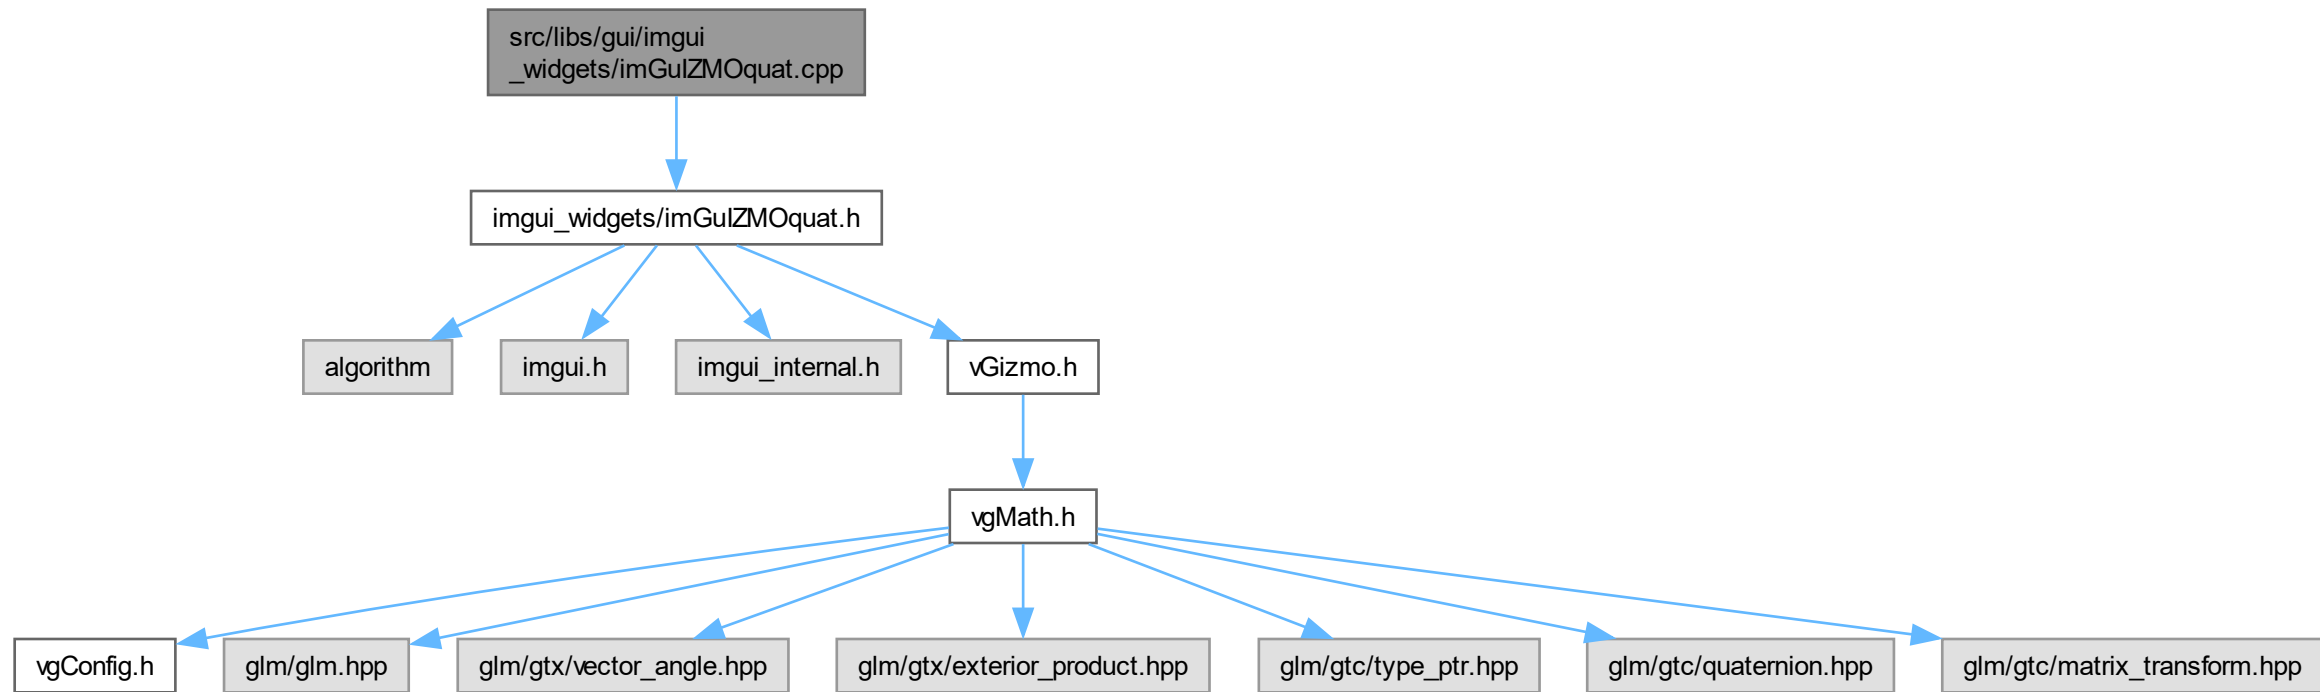 src/libs/gui/imgui
_widgets/imGuIZMOquat.cpp
imgui_widgets/imGuIZMOquat.h
algorithm
imgui.h
imgui_internal.h
vGizmo.h
vgMath.h
vgConfig.h
glm/glm.hpp
glm/gtx/vector_angle.hpp
glm/gtx/exterior_product.hpp
glm/gtc/type_ptr.hpp
glm/gtc/quaternion.hpp
glm/gtc/matrix_transform.hpp